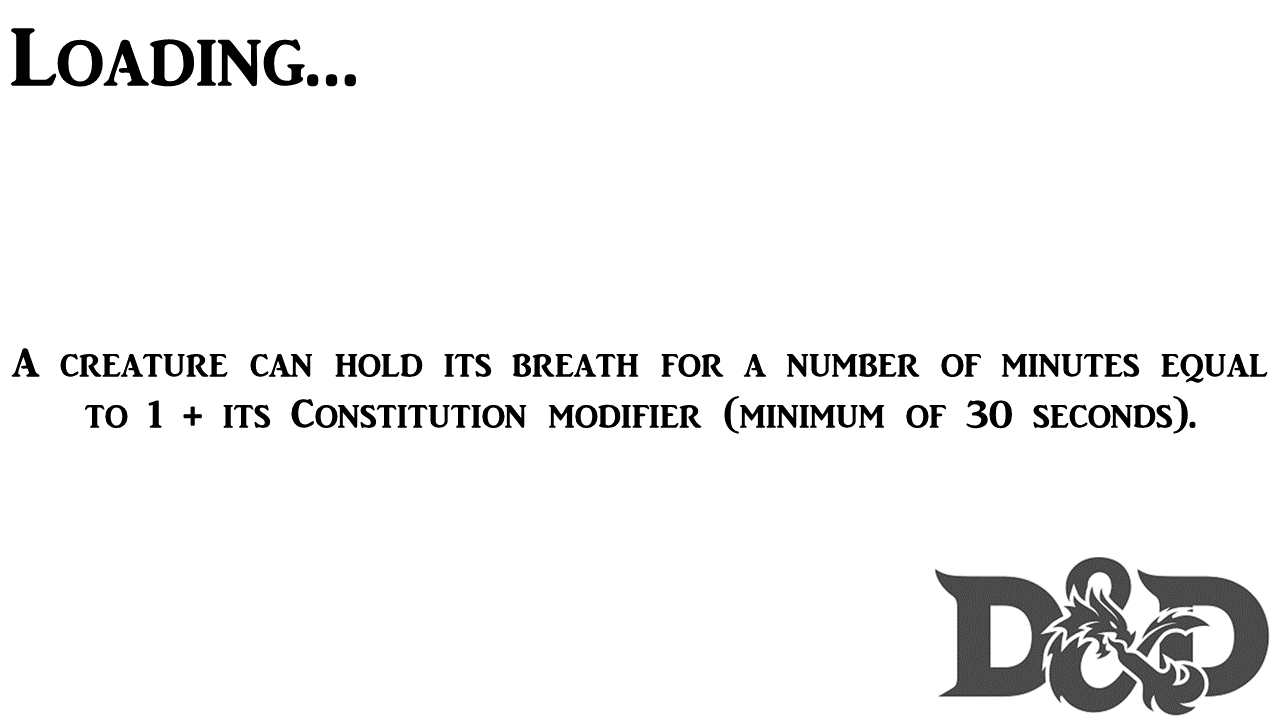 Loading...
A creature can hold its breath for a number of minutes equal
to 1 + its Constitution modifier (minimum of 30 seconds).
D&D